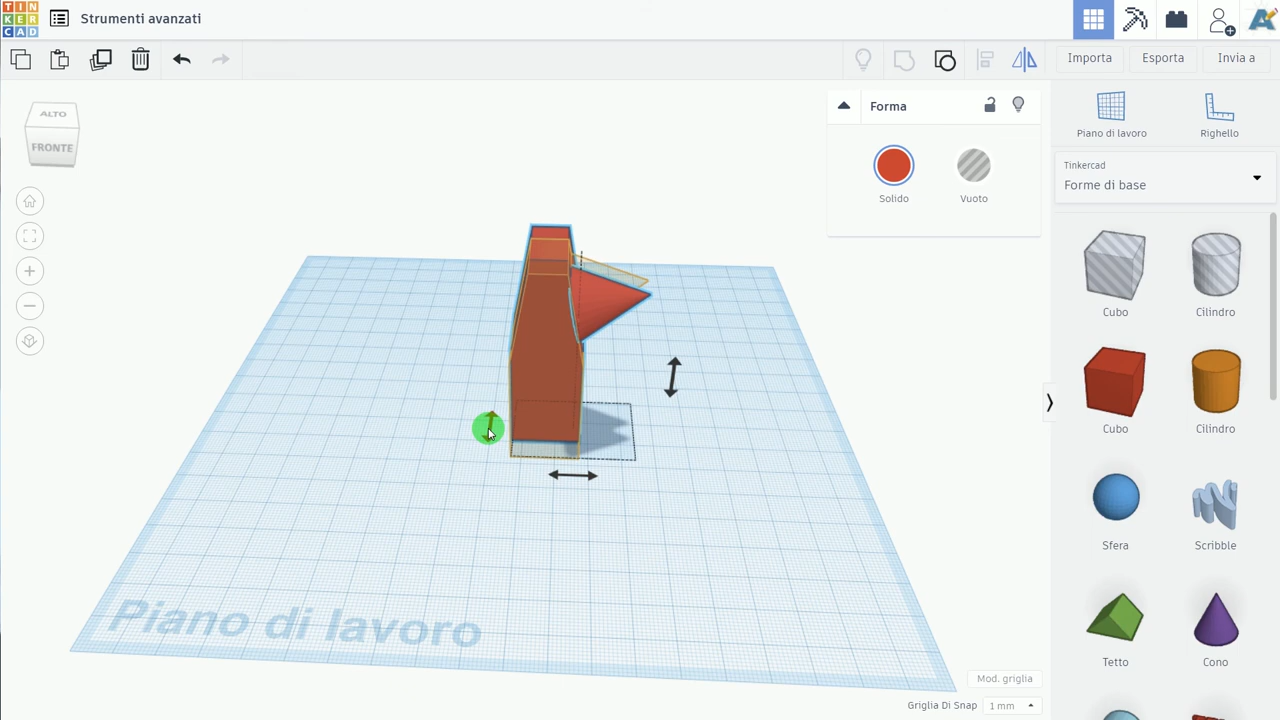 TIN
KER
CAD
Strumenti avanzati
Importa
Esporta
Invia a
ALTO
FRONTE
Forma
Solido
Vuoto
Piano di lavoro
Righello
Tinkercad
Forme di base
Cubo
Cilindro
Cubo
Cilindro
Sfera
Scribble
Tetto
Cono
Piano di lavoro
Mod. griglia
Griglia Di Snap
1 mm